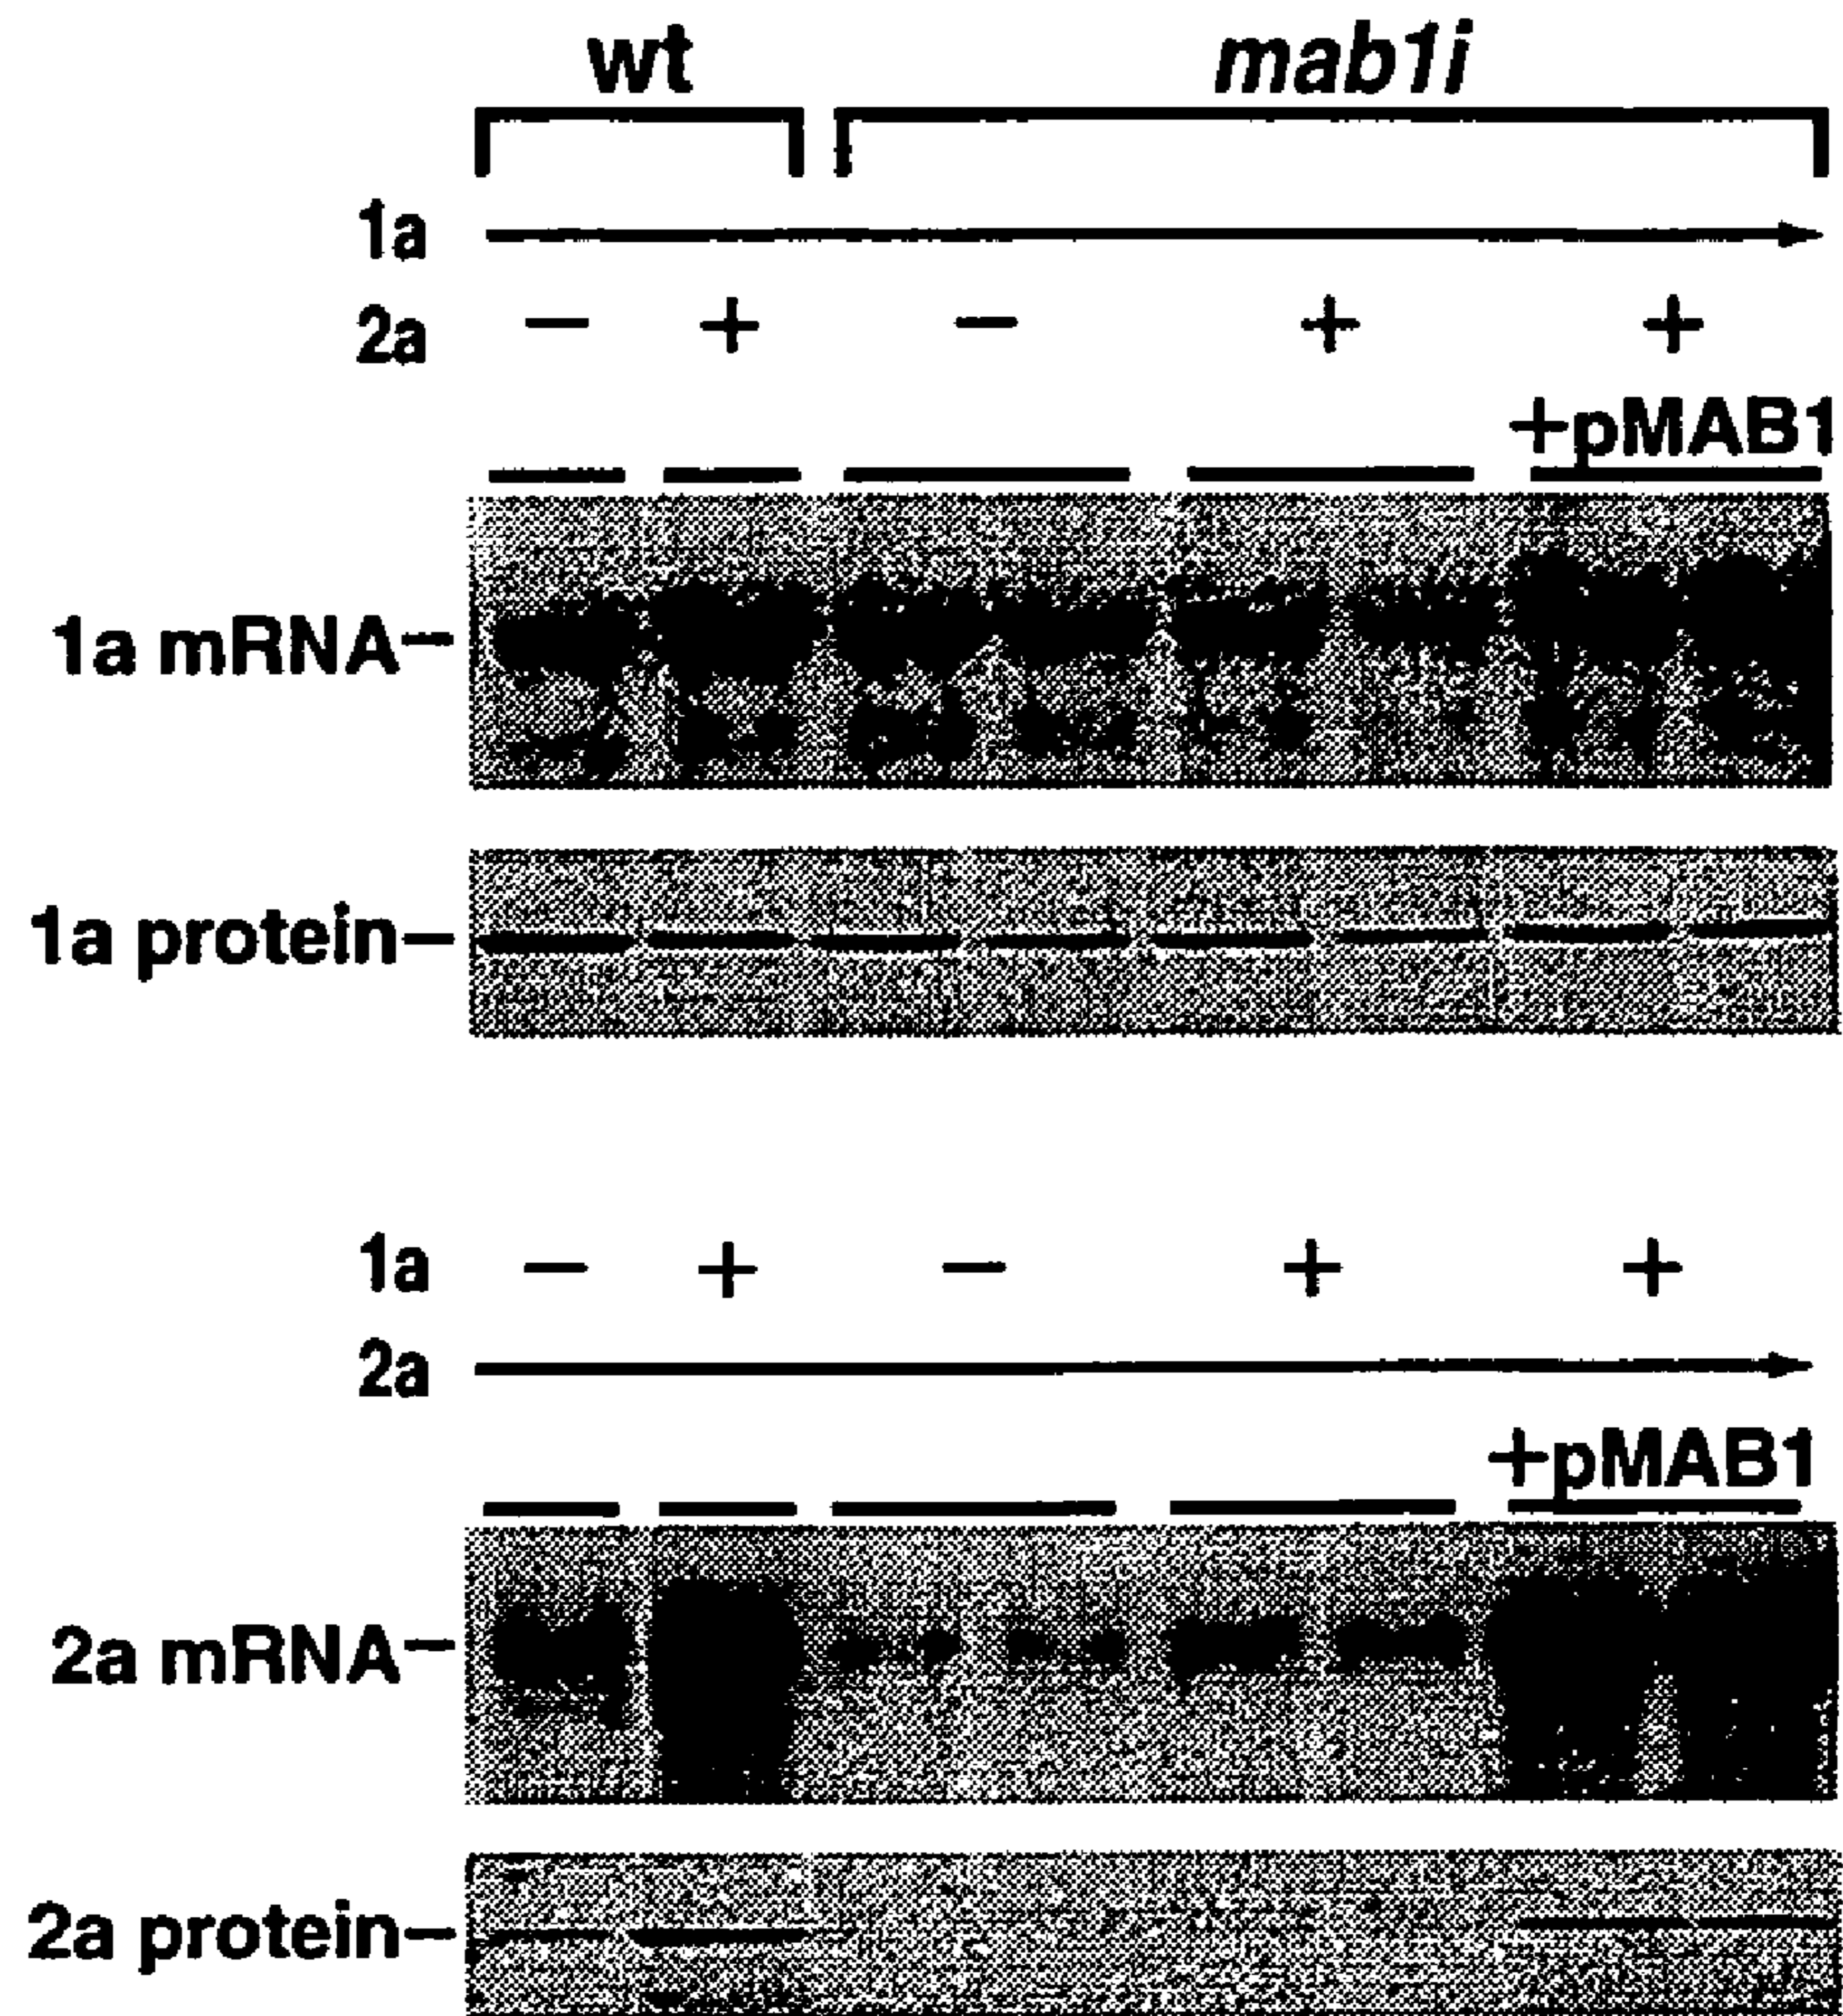 wt mab1i
1a
2a − + − + +
+pMAB1
1a mRNA−
1a protein−
1a − + − + +
2a
+pMAB1
2a mRNA−
2a protein−